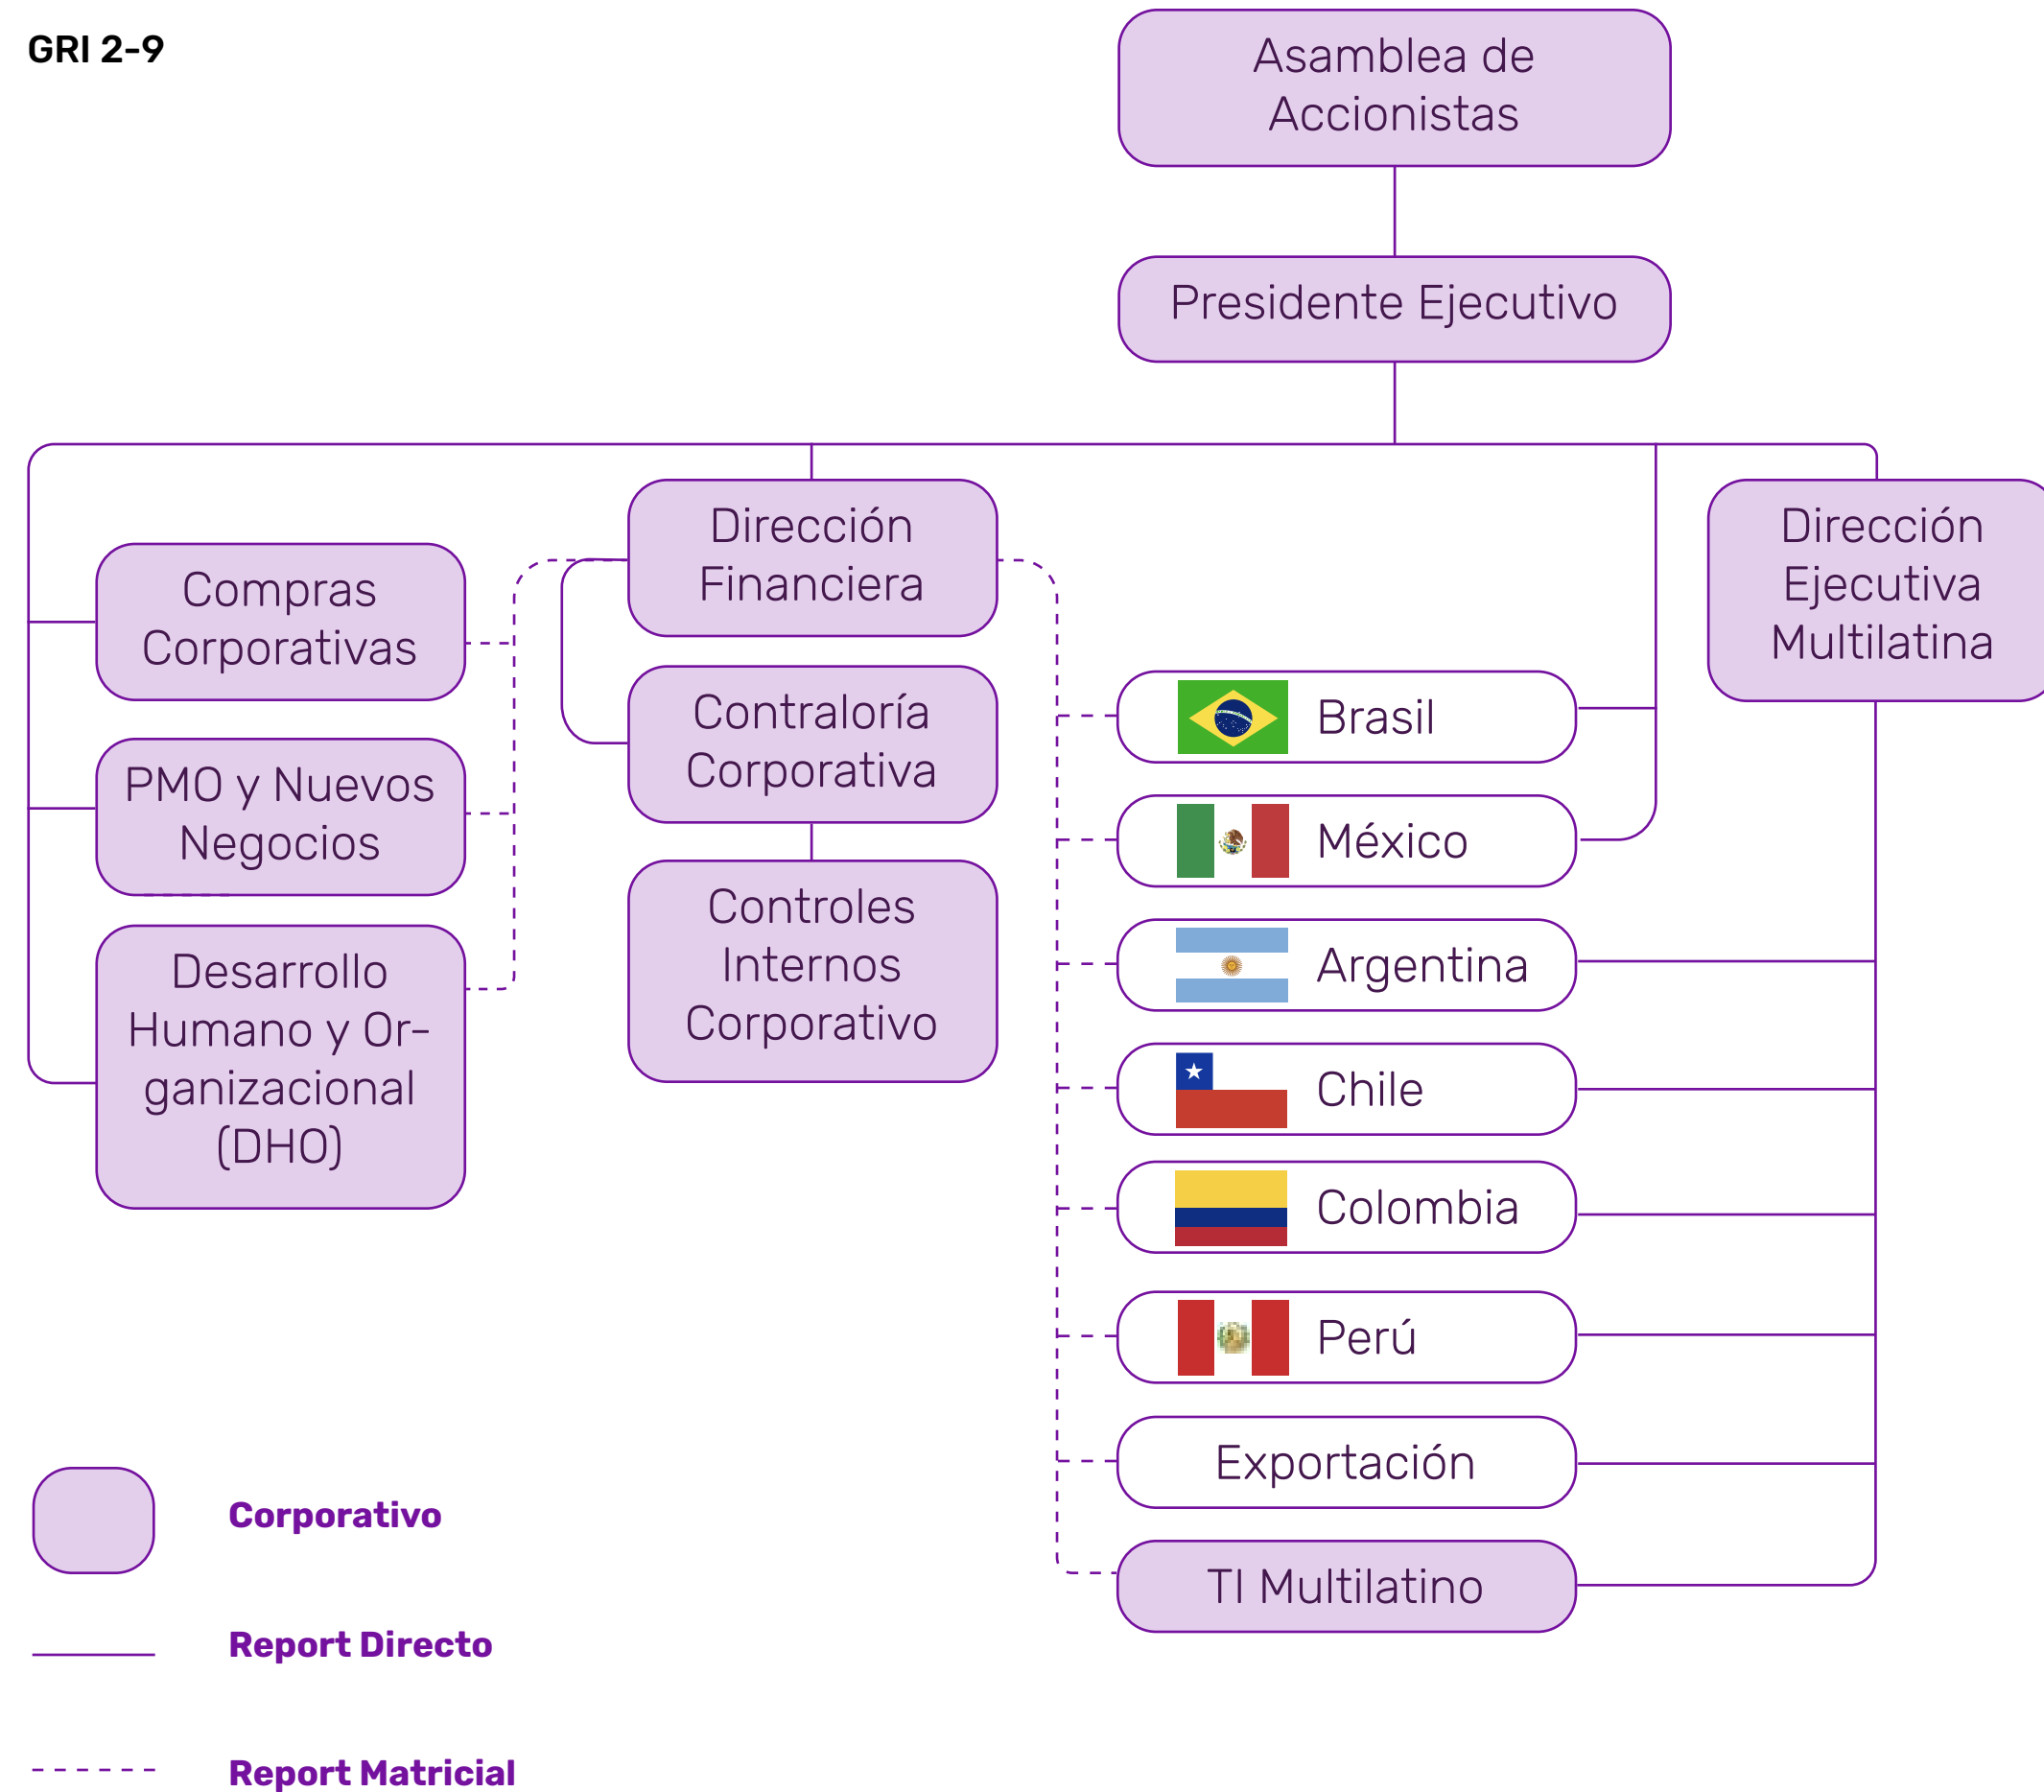 GRI 2-9
Asamblea de
Accionistas
Presidente Ejecutivo
Compras
Corporativas
PMO y Nuevos
Negocios
Desarrollo
Humano y Or-
ganizacional
(DHO)
Dirección
Financiera
Contraloría
Corporativa
Controles
Internos
Corporativo
Brasil
México
Argentina
Chile
Colombia
Perú
Exportación
TI Multilatino
Dirección
Ejecutiva
Multilatina
Corporativo
Report Directo
Report Matricial